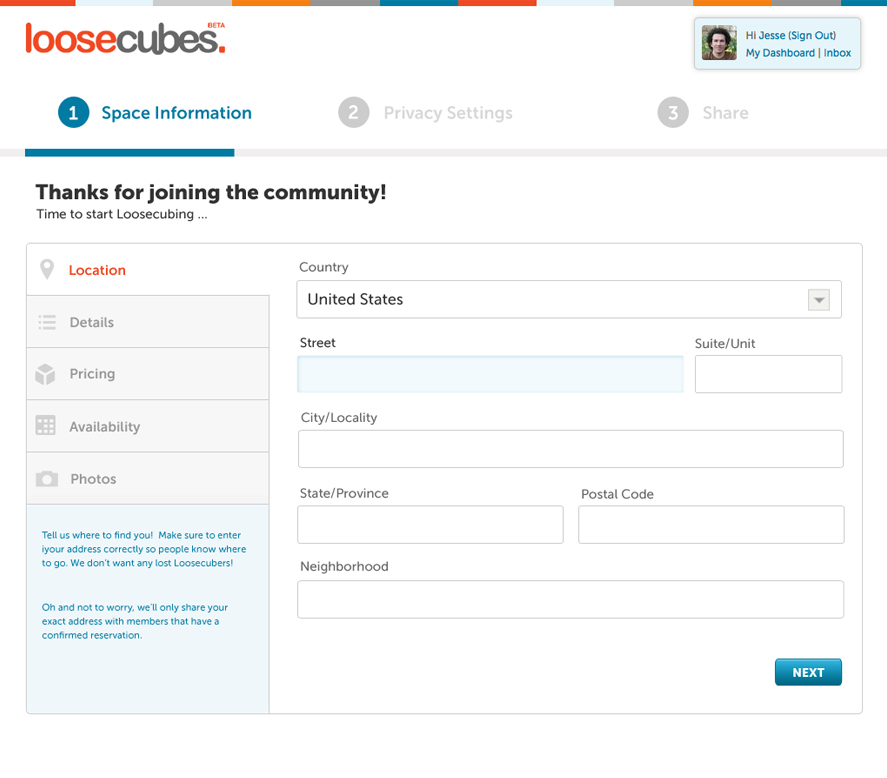 loosecubes.
BETA
Hi Jesse (Sign Out)
My Dashboard | Inbox
1 Space Information
2 Privacy Settings
3 Share
Thanks for joining the community!
Time to start Loosecubing ...
Location
Details
Pricing
Availability
Photos
Tell us where to find you! Make sure to enter
iyour address correctly so people know where
to go. We don't want any lost Loosecubers!
Oh and not to worry, we'll only share your
exact address with members that have a
confirmed reservation.
Country
United States
Street
Suite/Unit
City/Locality
State/Province
Postal Code
Neighborhood
NEXT